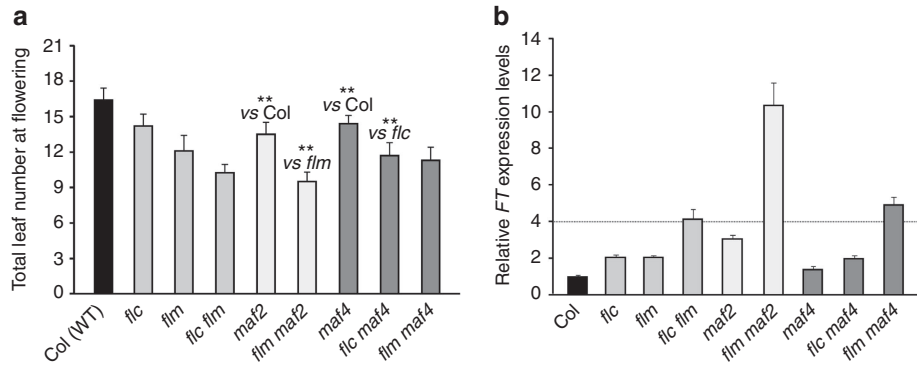 a
Total leaf number at flowering
21
18
15
12
9
6
3
0
**
vs Col
**
vs flm
**
vs Col
**
vs flc
Col (WT)
flc
flm
flc flm
maf2
flm maf2
maf4
flc maf4
flm maf4
b
Relative FT expression levels
14
12
10
8
6
4
2
0
Col
flc
flm
flc flm
maf2
flm maf2
maf4
flc maf4
flm maf4